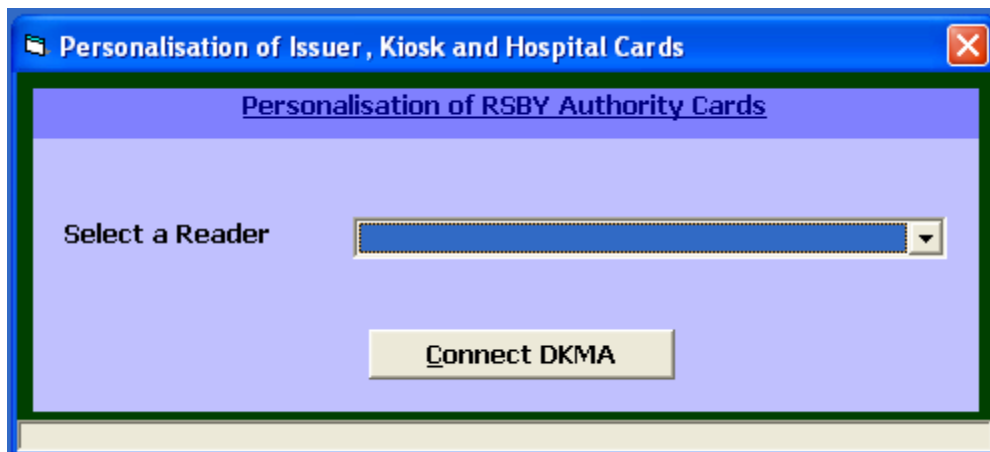 Personalisation of Issuer, Kiosk and Hospital Cards
Personalisation of RSBY Authority Cards
Select a Reader
Connect DKMA